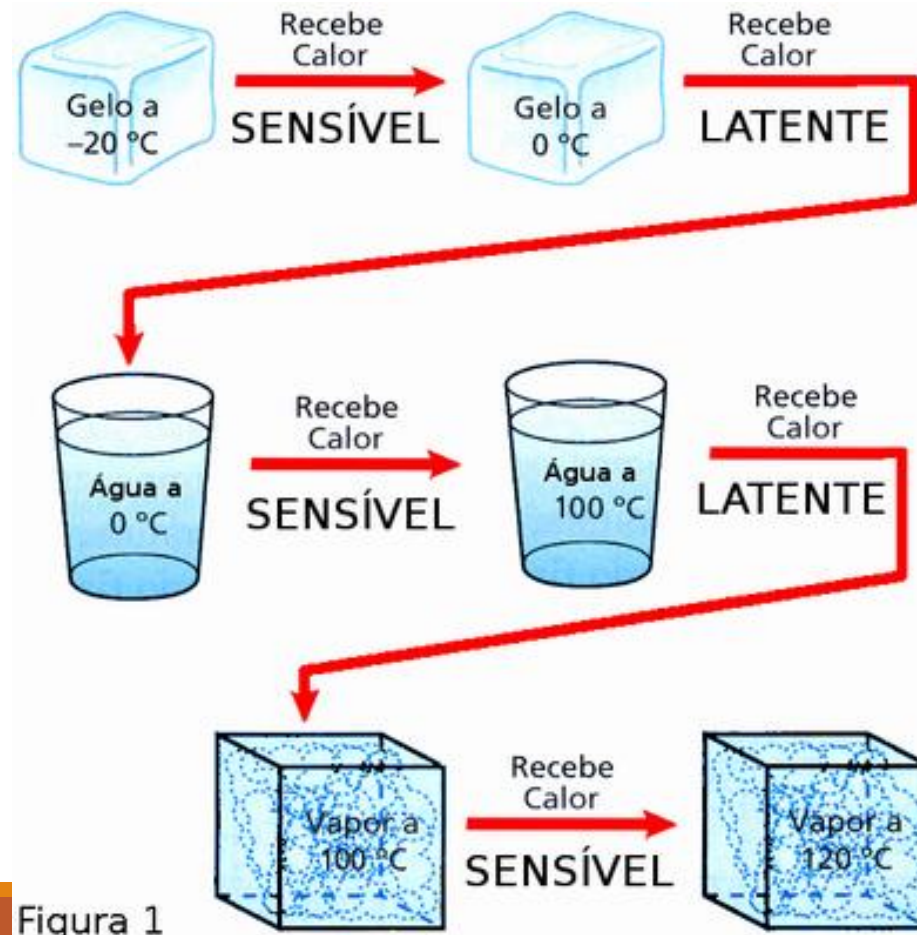 Recebe
Calor
SENSÍVEL
Recebe
Calor
LATENTE
Gelo a
–20 °C
Gelo a
0 °C
Recebe
Calor
SENSÍVEL
Recebe
Calor
LATENTE
Água a
0 °C
Água a
100 °C
Recebe
Calor
SENSÍVEL
Vapor a
100 °C
Vapor a
120 °C
Figura 1